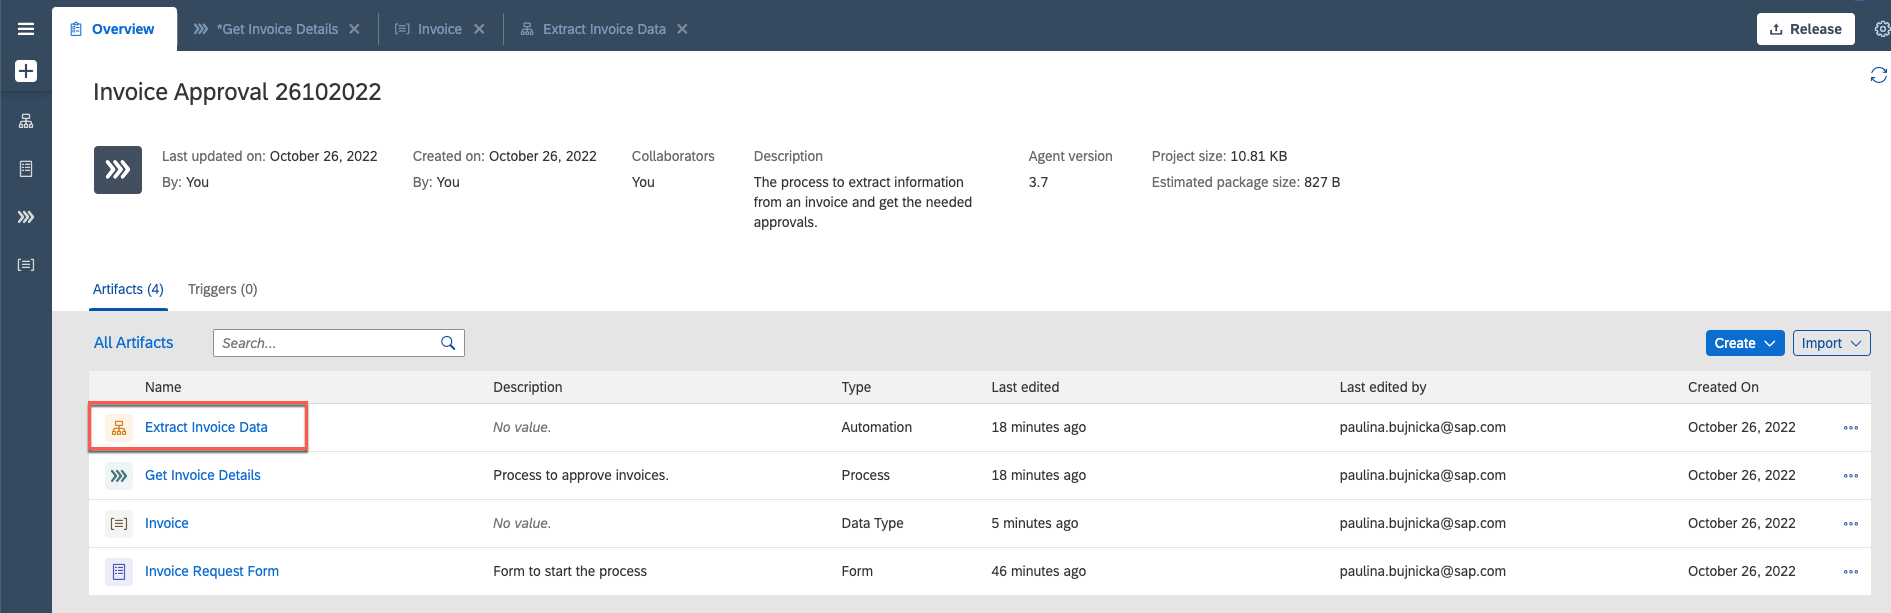 Overview *Get Invoice Details Invoice Extract Invoice Data Release
Invoice Approval 26102022
Last updated on: October 26, 2022 Created on: October 26, 2022 Collaborators Description Agent version Project size: 10.81 KB
By: You By: You You The process to extract information 3.7 Estimated package size: 827 B
from an invoice and get the needed
approvals.
Artifacts (4) Triggers (0)
All Artifacts Search... Create Import
Name Description Type Last edited Last edited by Created On
Extract Invoice Data No value. Automation 18 minutes ago paulina.bujnicka@sap.com October 26, 2022
Get Invoice Details Process to approve invoices. Process 18 minutes ago paulina.bujnicka@sap.com October 26, 2022
Invoice No value. Data Type 5 minutes ago paulina.bujnicka@sap.com October 26, 2022
Invoice Request Form Form to start the process Form 46 minutes ago paulina.bujnicka@sap.com October 26, 2022